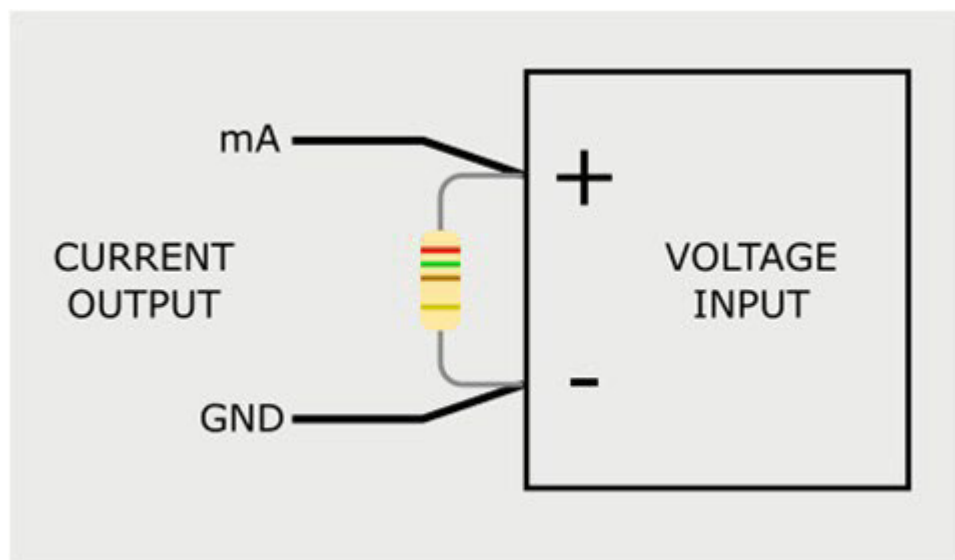 mA
+
CURRENT
OUTPUT
VOLTAGE
INPUT
-
GND